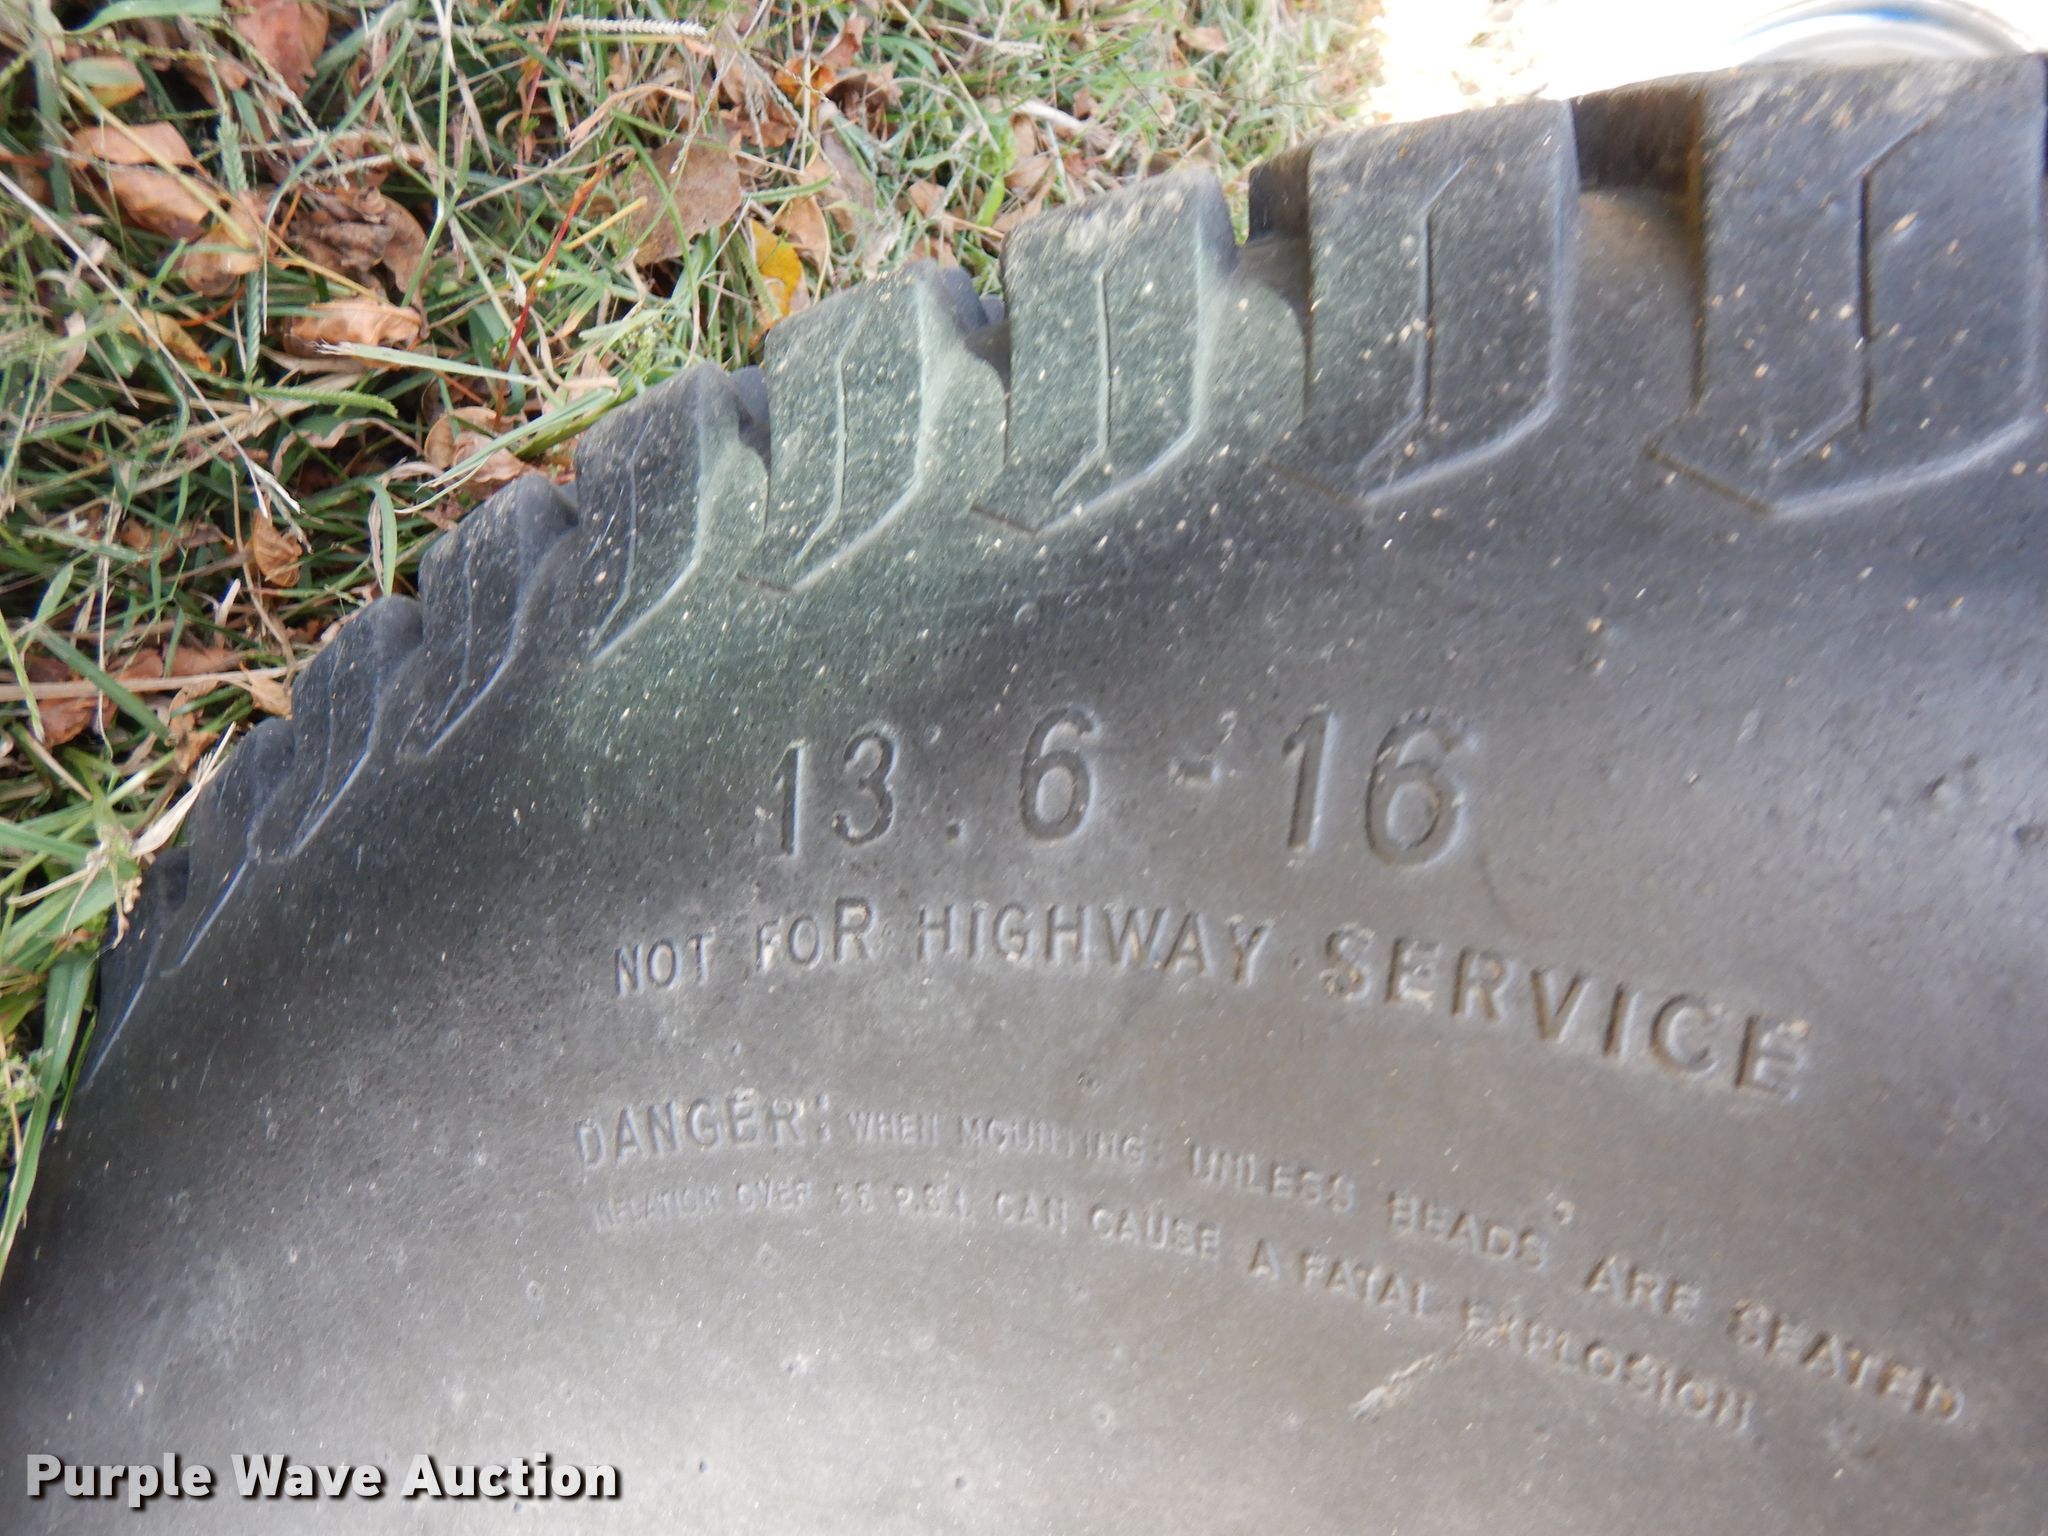 13.6-16
NOT FOR HIGHWAY SERVICE
DANGER: WHEN MOUNTING: UNLESS BEADS ARE SEATED
OVER P.S.I. CAN CAUSE A FATAL EXPLOSION
Purple Wave Auction